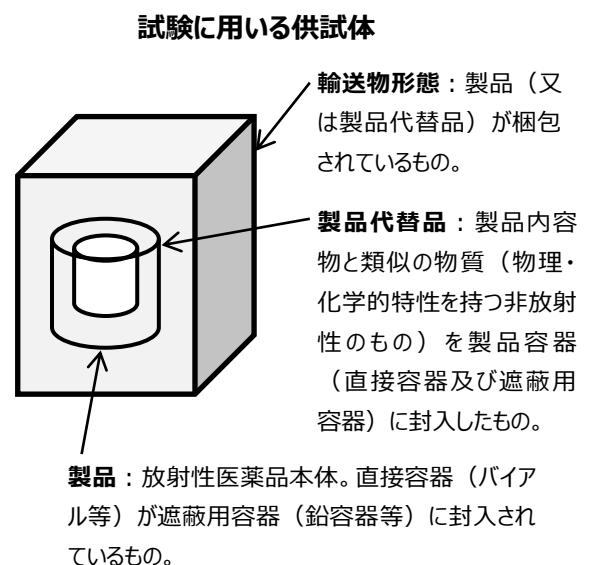 試験に用いる供試体
輸送物形態：製品（又
は製品代替品）が梱包
されているもの。
製品代替品：製品内容
物と類似の物質（物理・
化学的特性を持つ非放射
性のもの）を製品容器
（直接容器及び遮蔽用
容器）に封入したもの。
製品：放射性医薬品本体。直接容器（バイア
ル等）が遮蔽用容器（鉛容器等）に封入され
ているもの。